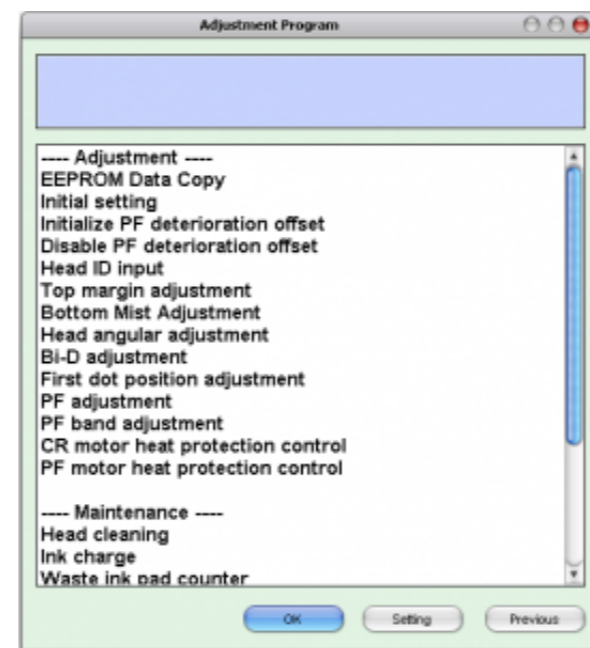 Adjustment Program
---- Adjustment ----
EEPROM Data Copy
Initial setting
Initialize PF deterioration offset
Disable PF deterioration offset
Head ID input
Top margin adjustment
Bottom Mist Adjustment
Head angular adjustment
Bi-D adjustment
First dot position adjustment
PF adjustment
PF band adjustment
CR motor heat protection control
PF motor heat protection control
---- Maintenance ----
Head cleaning
Ink charge
Waste ink pad counter
OK Setting Previous